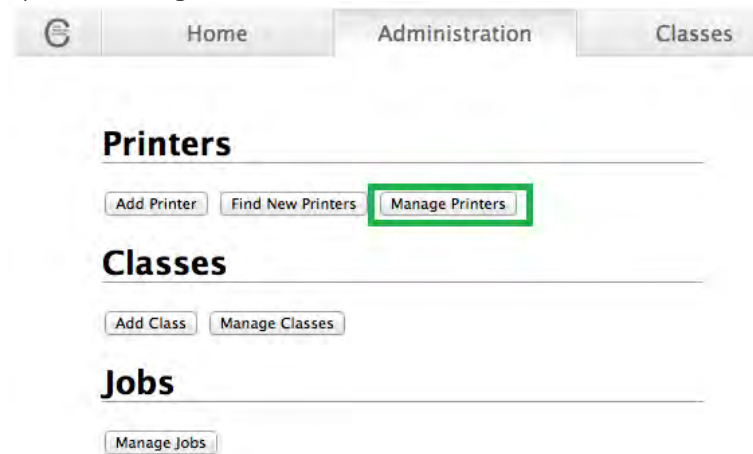 Home Administration Classes
Printers
Add Printer Find New Printers Manage Printers
Classes
Add Class Manage Classes
Jobs
Manage Jobs